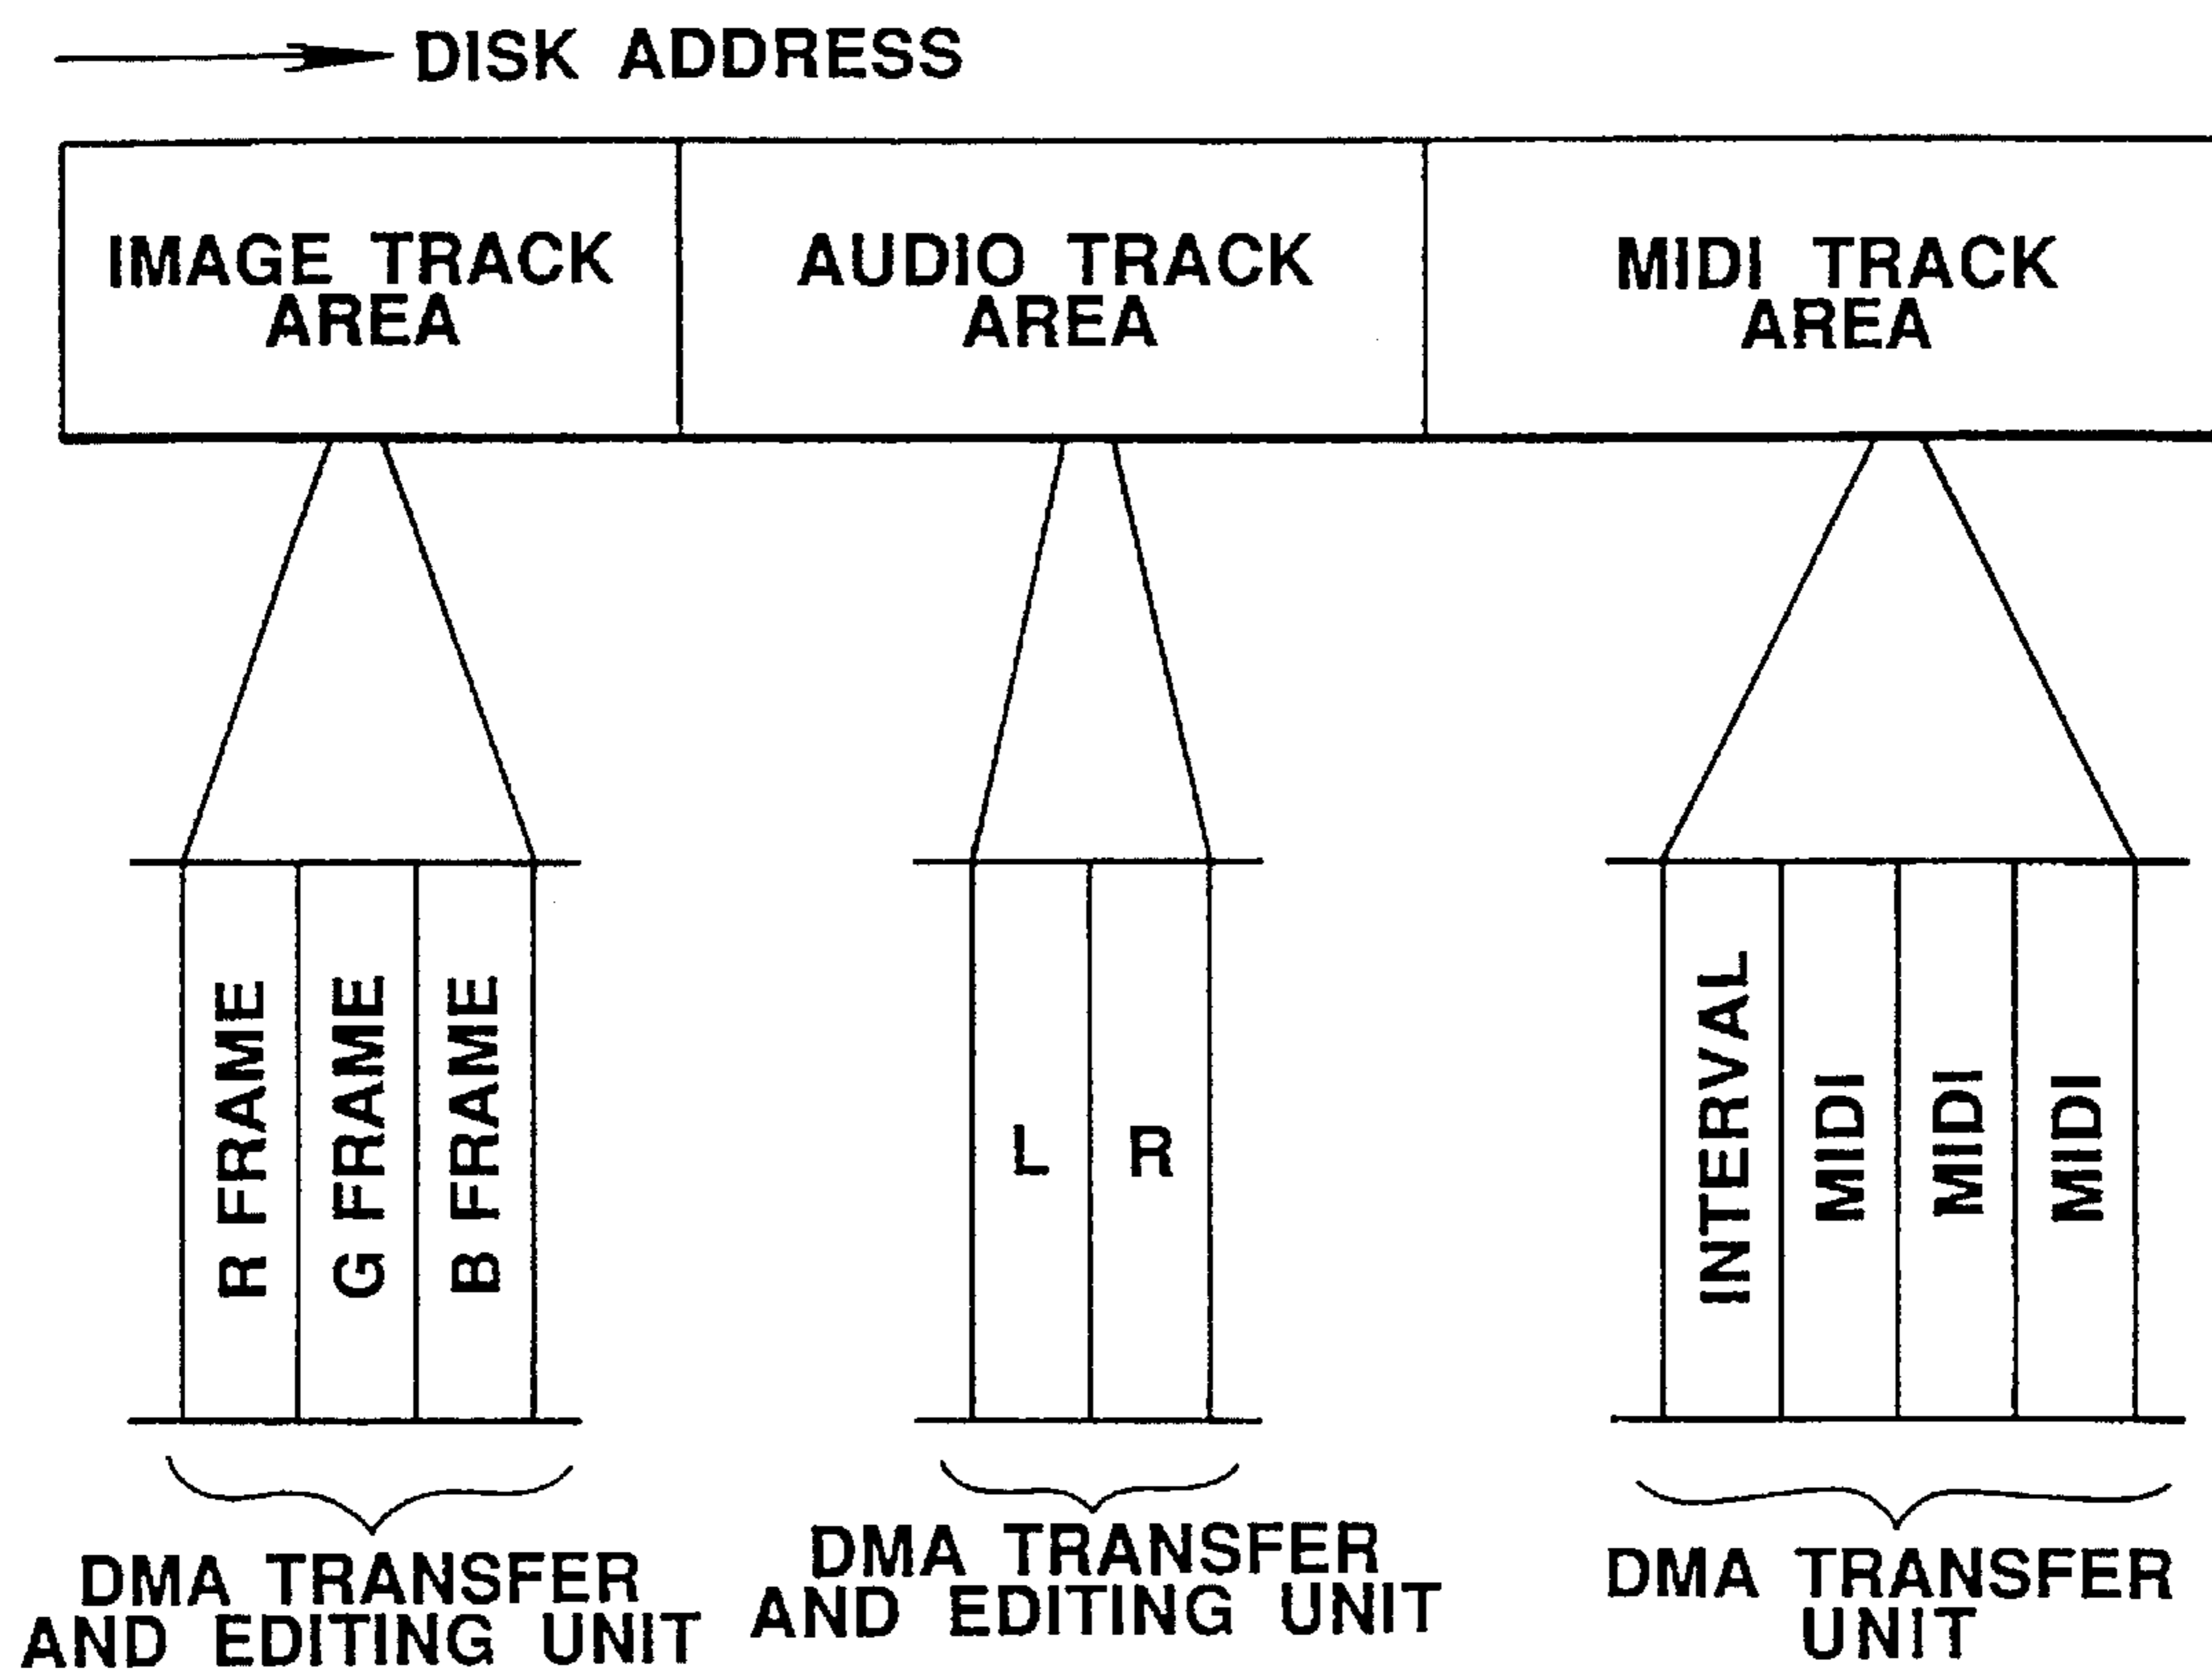 DISK ADDRESS
IMAGE TRACK
AREA
AUDIO TRACK
AREA
MIDI TRACK
AREA
R FRAME
G FRAME
B FRAME
L
R
INTERVAL
MIDI
MIDI
MIDI
DMA TRANSFER
AND EDITING UNIT
DMA TRANSFER
AND EDITING UNIT
DMA TRANSFER
UNIT